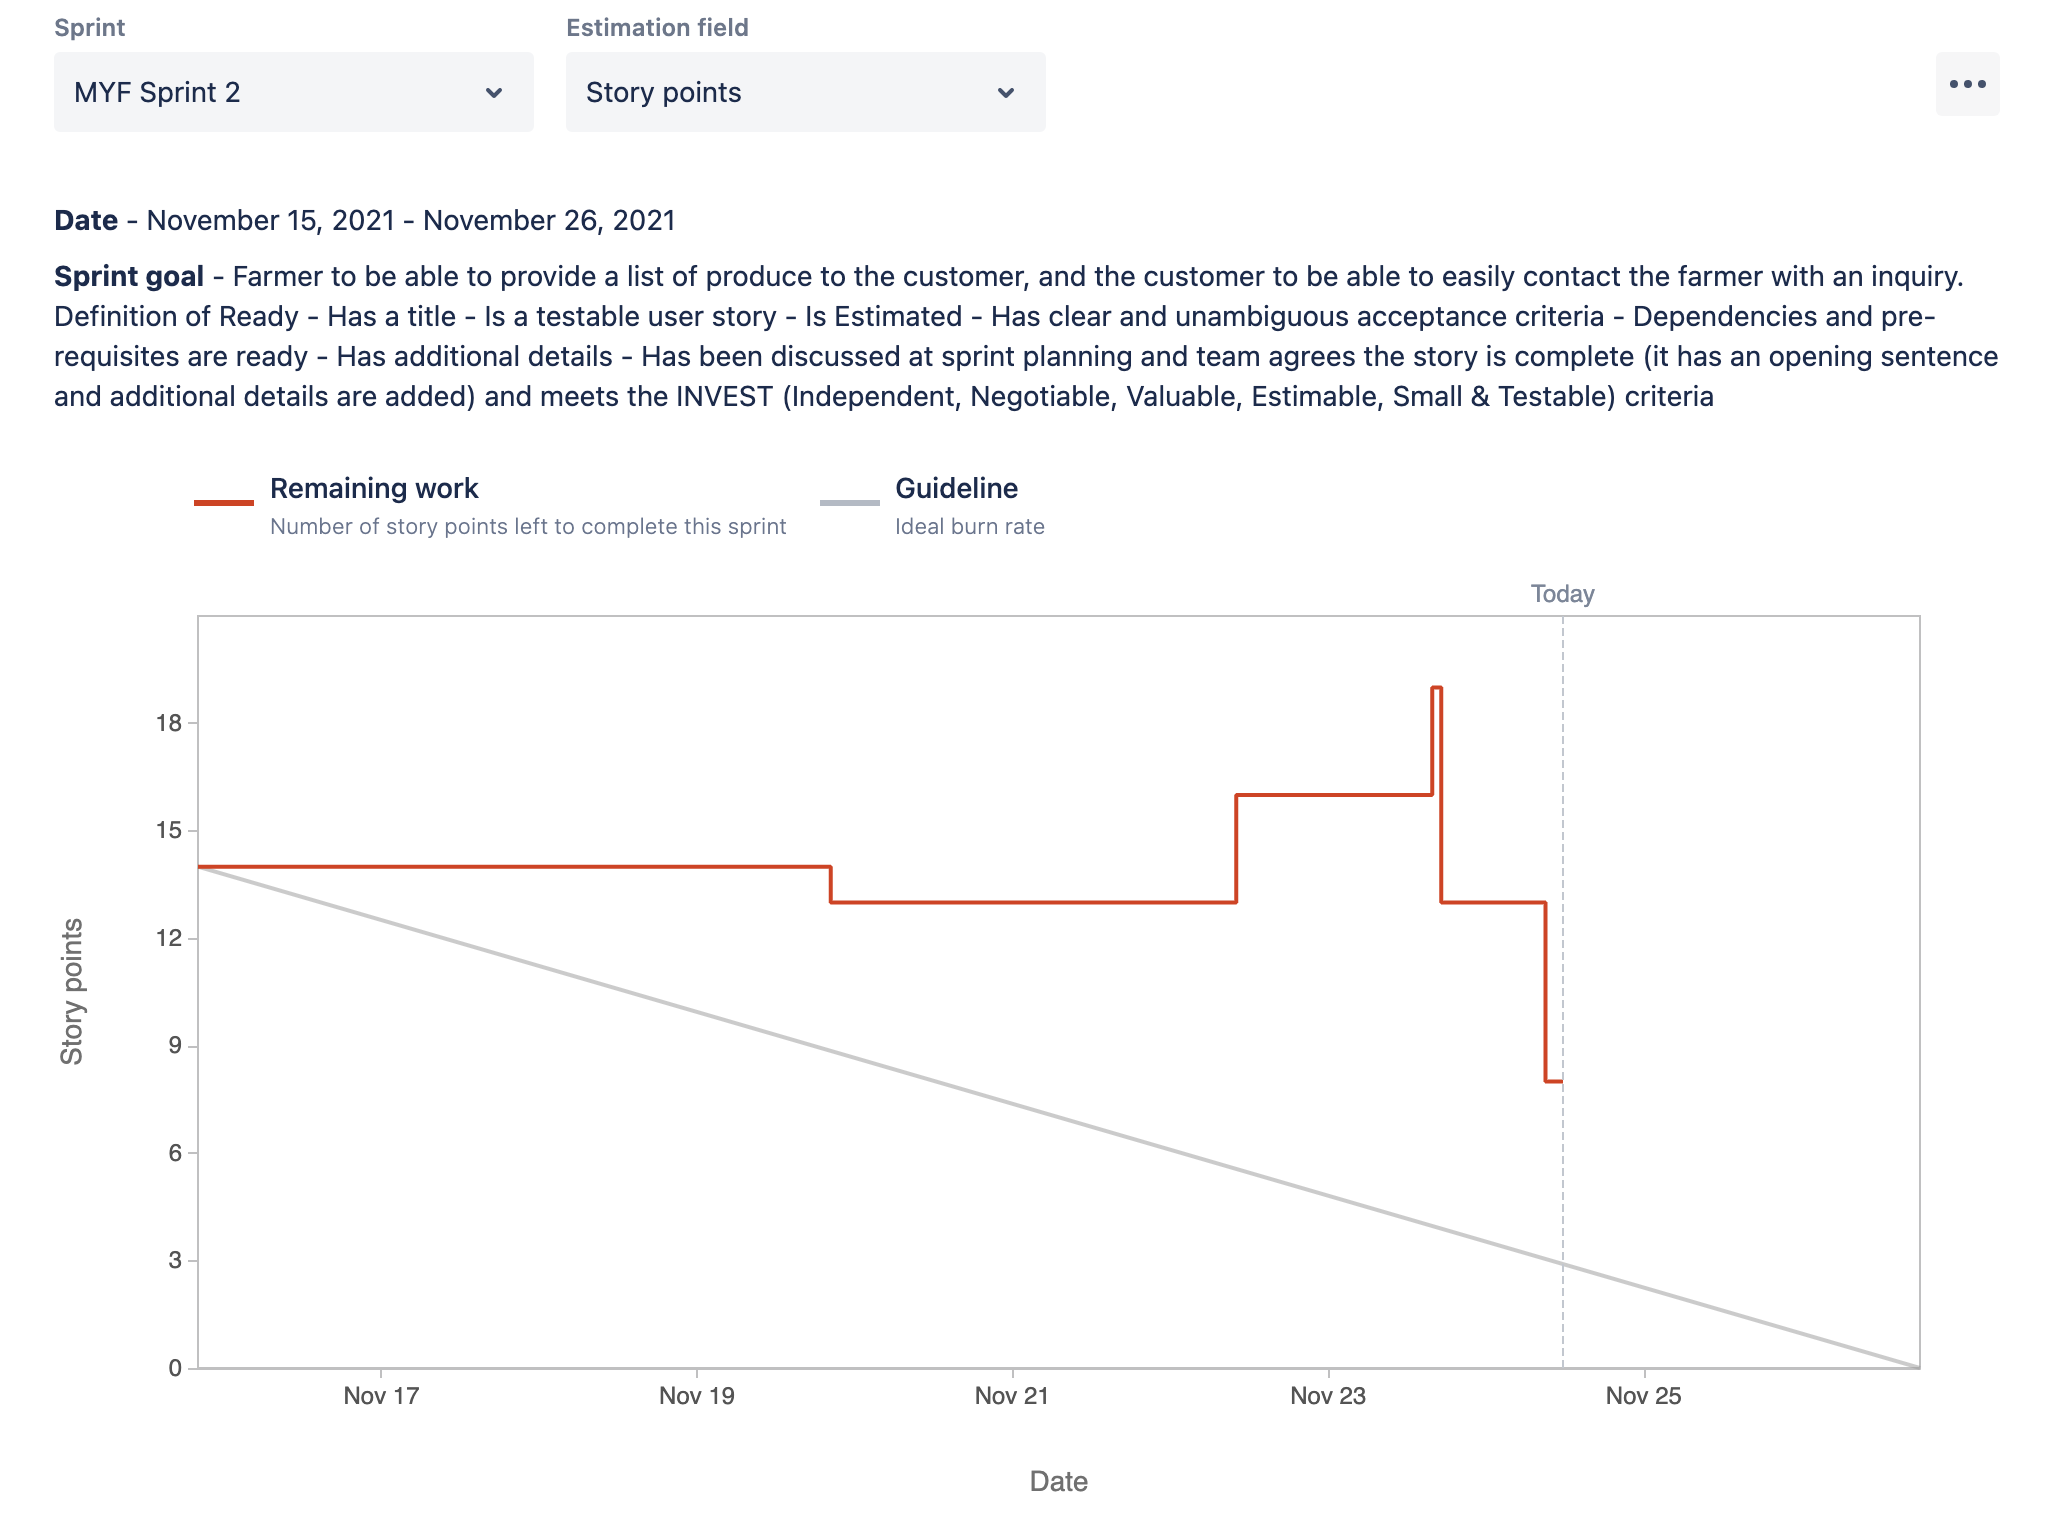 Sprint
Estimation field
MYF Sprint 2
Story points
Date - November 15, 2021 - November 26, 2021
Sprint goal - Farmer to be able to provide a list of produce to the customer, and the customer to be able to easily contact the farmer with an inquiry.
Definition of Ready - Has a title - Is a testable user story - Is Estimated - Has clear and unambiguous acceptance criteria - Dependencies and pre-
requisites are ready - Has additional details - Has been discussed at sprint planning and team agrees the story is complete (it has an opening sentence
and additional details are added) and meets the INVEST (Independent, Negotiable, Valuable, Estimable, Small & Testable) criteria
Remaining work
Number of story points left to complete this sprint
Guideline
Ideal burn rate
Today
18
15
12
9
6
3
0
Story points
Nov 17
Nov 19
Nov 21
Nov 23
Nov 25
Date